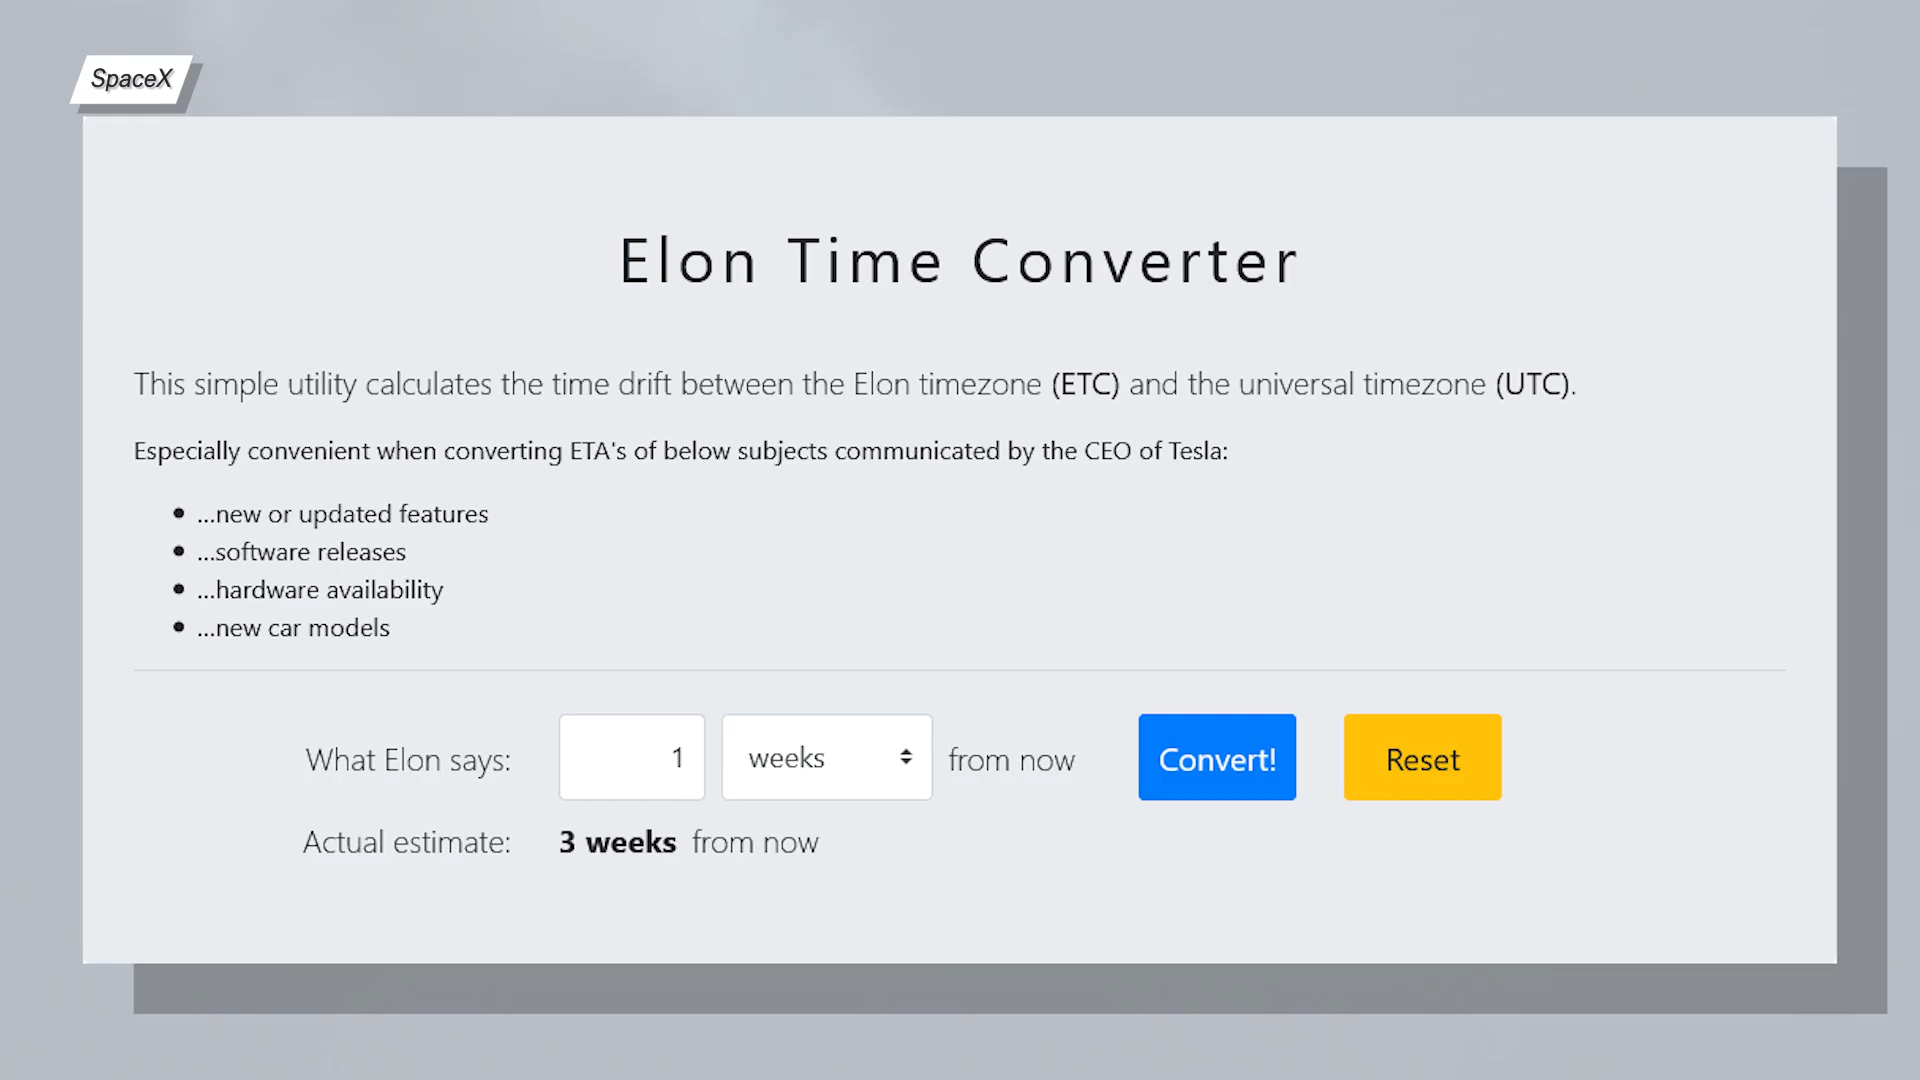 SpaceX
Elon Time Converter
This simple utility calculates the time drift between the Elon timezone (ETC) and the universal timezone (UTC).
Especially convenient when converting ETA's of below subjects communicated by the CEO of Tesla:
...new or updated features
...software releases
...hardware availability
...new car models
What Elon says: 1 weeks from now Convert! Reset
Actual estimate: 3 weeks from now